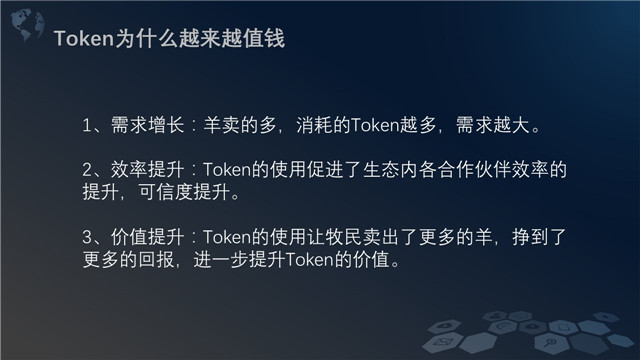 Token为什么越来越值钱
1、需求增长：羊卖的多，消耗的Token越多，需求越大。
2、效率提升：Token的使用促进了生态内各合作伙伴效率的
提升，可信度提升。
3、价值提升：Token的使用让牧民卖出了更多的羊，挣到了
更多的回报，进一步提升Token的价值。